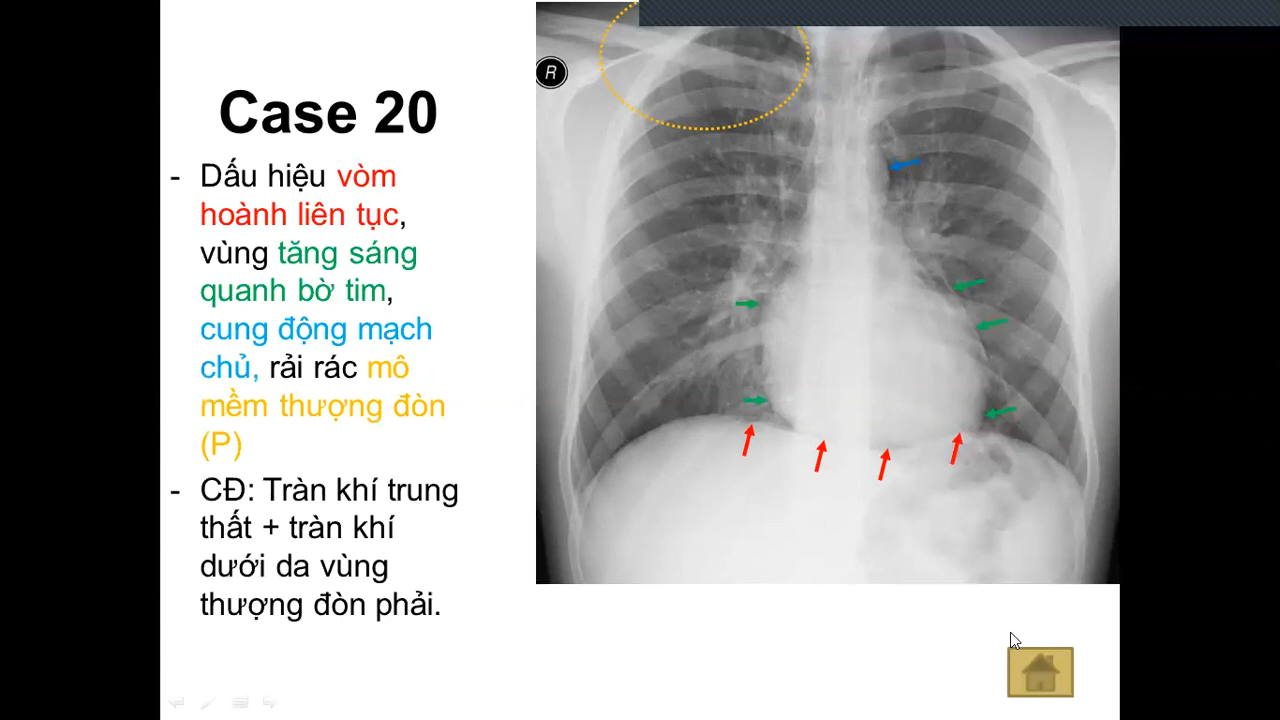 Case 20
- Dấu hiệu vòm
hoành liên tục,
vùng tăng sáng
quanh bờ tim,
cung động mạch
chủ, rải rác mô
mềm thượng đòn
(P)
- CĐ: Tràn khí trung
thất + tràn khí
dưới da vùng
thượng đòn phải.
R